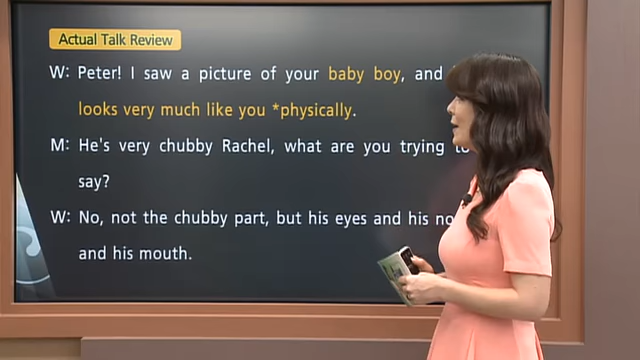 Actual Talk Review
W: Peter! I saw a picture of your baby boy, and
looks very much like you *physically.
M: He's very chubby Rachel, what are you trying
say?
W: No, not the chubby part, but his eyes and his
and his mouth.